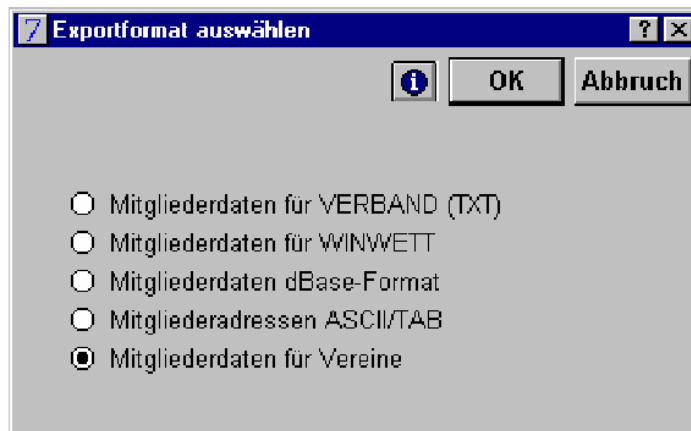 7 Exportformat auswählen ? ×
i OK Abbruch
Mitgliederdaten für VERBAND (TXT)
Mitgliederdaten für WINWETT
Mitgliederdaten dBase-Format
Mitgliederadressen ASCII/TAB
Mitgliederdaten für Vereine